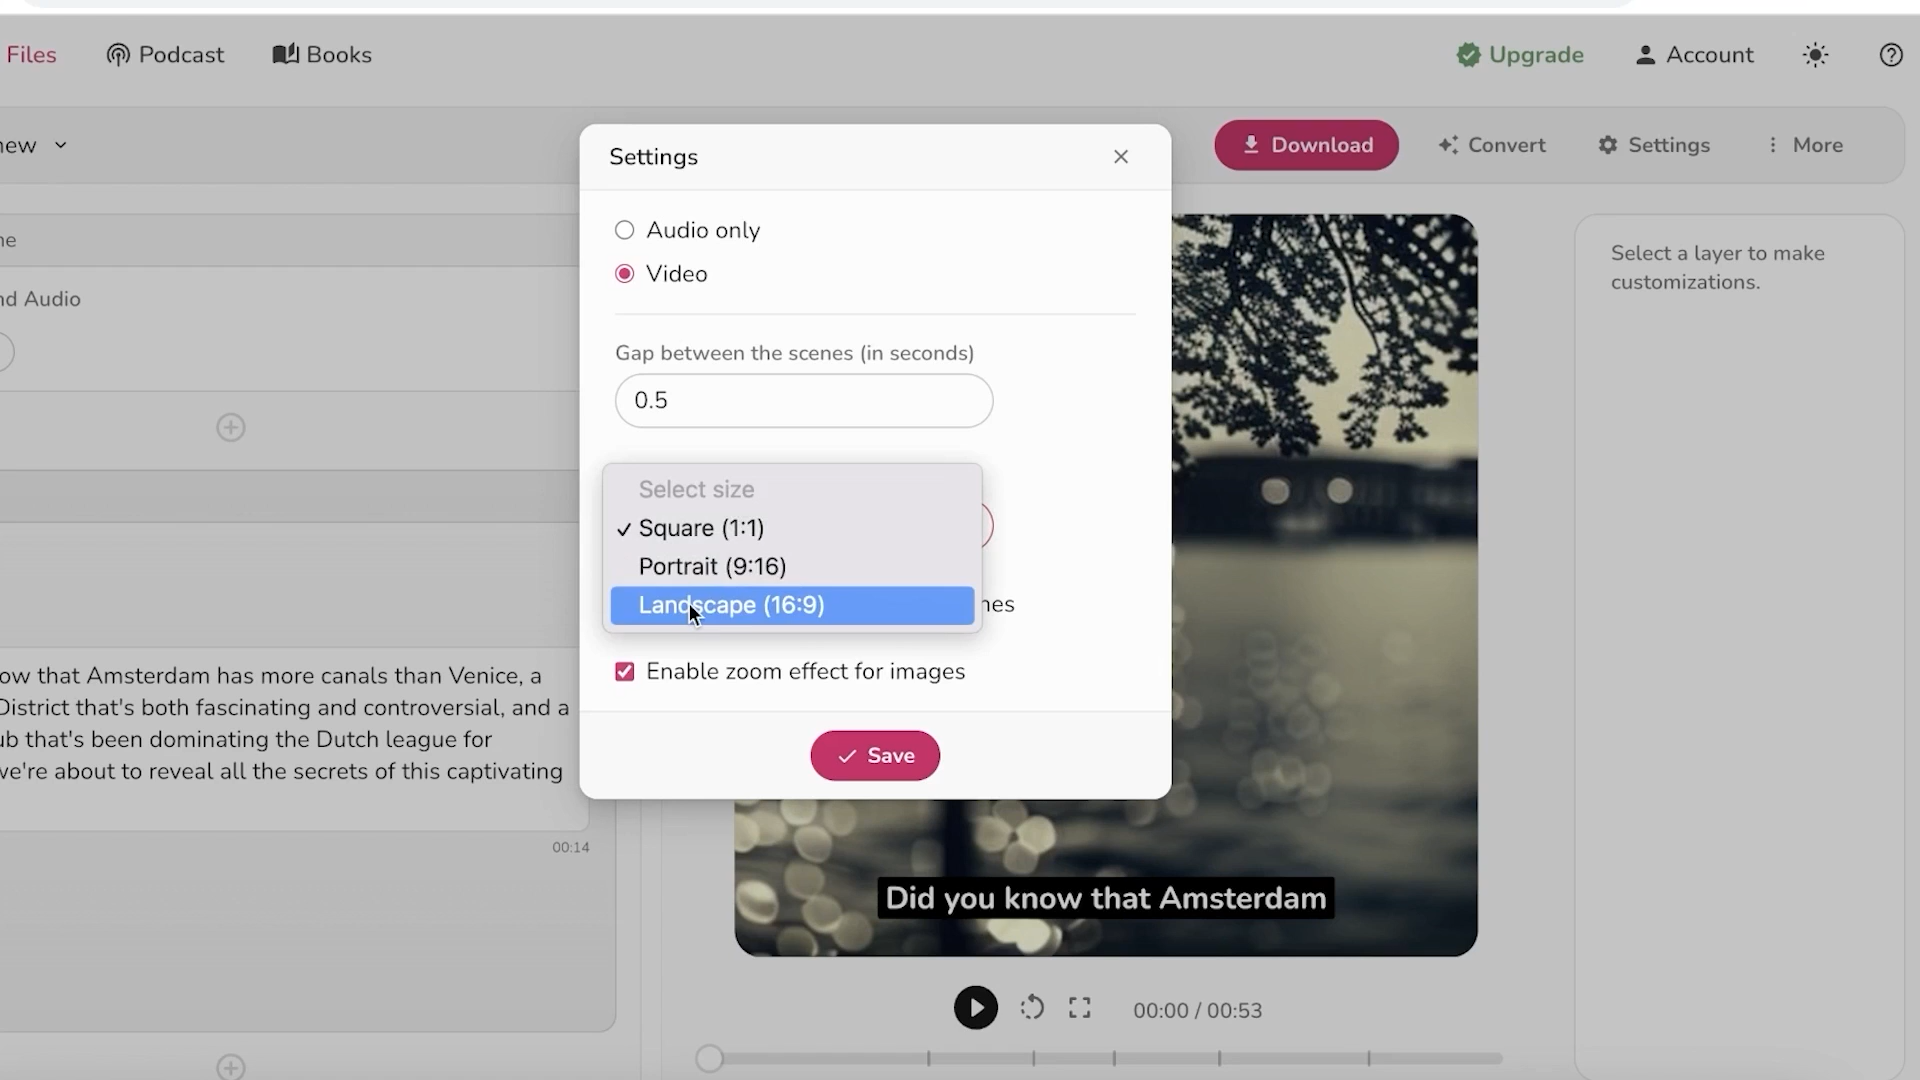 Files
Podcast
Books
Upgrade
Account
Download
Convert
Settings
More
Settings
Audio only
Video
Gap between the scenes (in seconds)
0.5
Select size
✓ Square (1:1)
Portrait (9:16)
Landscape (16:9)
Enable zoom effect for images
Save
Select a layer to make
customizations.
nd Audio
ow that Amsterdam has more canals than Venice, a
District that's both fascinating and controversial, and a
ub that's been dominating the Dutch league for
we're about to reveal all the secrets of this captivating
00:14
Did you know that Amsterdam
00:00 / 00:53